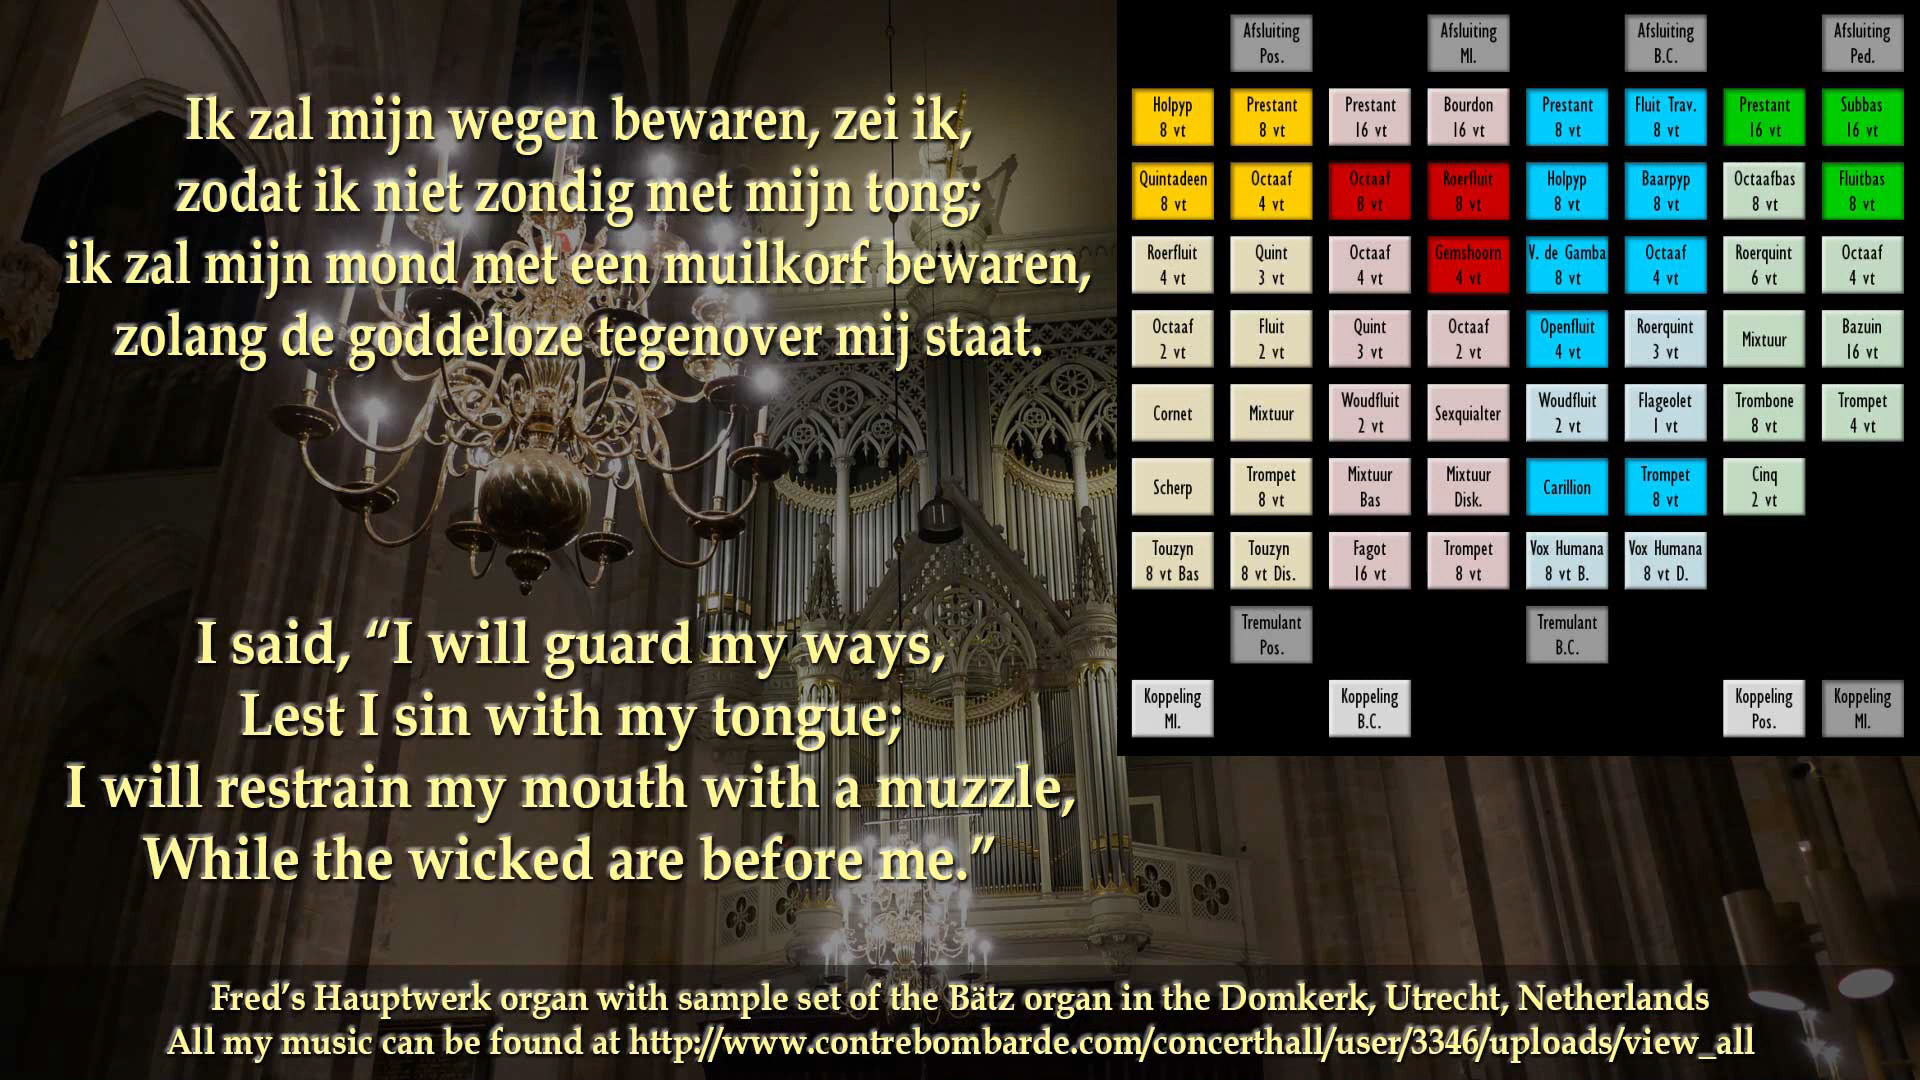 Ik zal mijn wegen bewaren, zei ik,
zodat ik niet zondig met mijn tong;
ik zal mijn mond met een muilkorf bewaren,
zolang de goddeloze tegenover mij staat.
I said, “I will guard my ways,
Lest I sin with my tongue;
I will restrain my mouth with a muzzle,
While the wicked are before me.”
Afsluiting Pos.
Afsluiting Ml.
Afsluiting B.C.
Afsluiting Ped.
Holpyp 8 vt
Prestant 8 vt
Prestant 16 vt
Bourdon 16 vt
Prestant 8 vt
Fluit Trav. 8 vt
Prestant 16 vt
Subbas 16 vt
Quintadeen 8 vt
Octaaf 4 vt
Octaaf 8 vt
Roerfluit 8 vt
Holpyp 8 vt
Baarpyp 8 vt
Octaafbas 8 vt
Fluitbas 8 vt
Roerfluit 4 vt
Quint 3 vt
Octaaf 4 vt
Gemshoorn 4 vt
V. de Gamba 8 vt
Octaaf 4 vt
Roerquint 6 vt
Octaaf 4 vt
Octaaf 2 vt
Fluit 2 vt
Quint 3 vt
Octaaf 2 vt
Openfluit 4 vt
Roerquint 3 vt
Mixtuur
Bazuin 16 vt
Cornet
Mixtuur
Woudfluit 2 vt
Sexquialter
Woudfluit 2 vt
Flageolet 1 vt
Trombone 8 vt
Trompet 4 vt
Scherp
Trompet 8 vt
Mixtuur Bas
Mixtuur Disk.
Carillion
Trompet 8 vt
Cinq 2 vt
Touzyn 8 vt Bas
Touzyn 8 vt Dis.
Fagot 16 vt
Trompet 8 vt
Vox Humana 8 vt B.
Vox Humana 8 vt D.
Tremulant Pos.
Tremulant B.C.
Koppeling Ml.
Koppeling B.C.
Koppeling Pos.
Koppeling Ml.
Fred’s Hauptwerk organ with sample set of the Bätz organ in the Domkerk, Utrecht, Netherlands
All my music can be found at http://www.contrebombarde.com/concerthall/user/3346/uploads/view_all